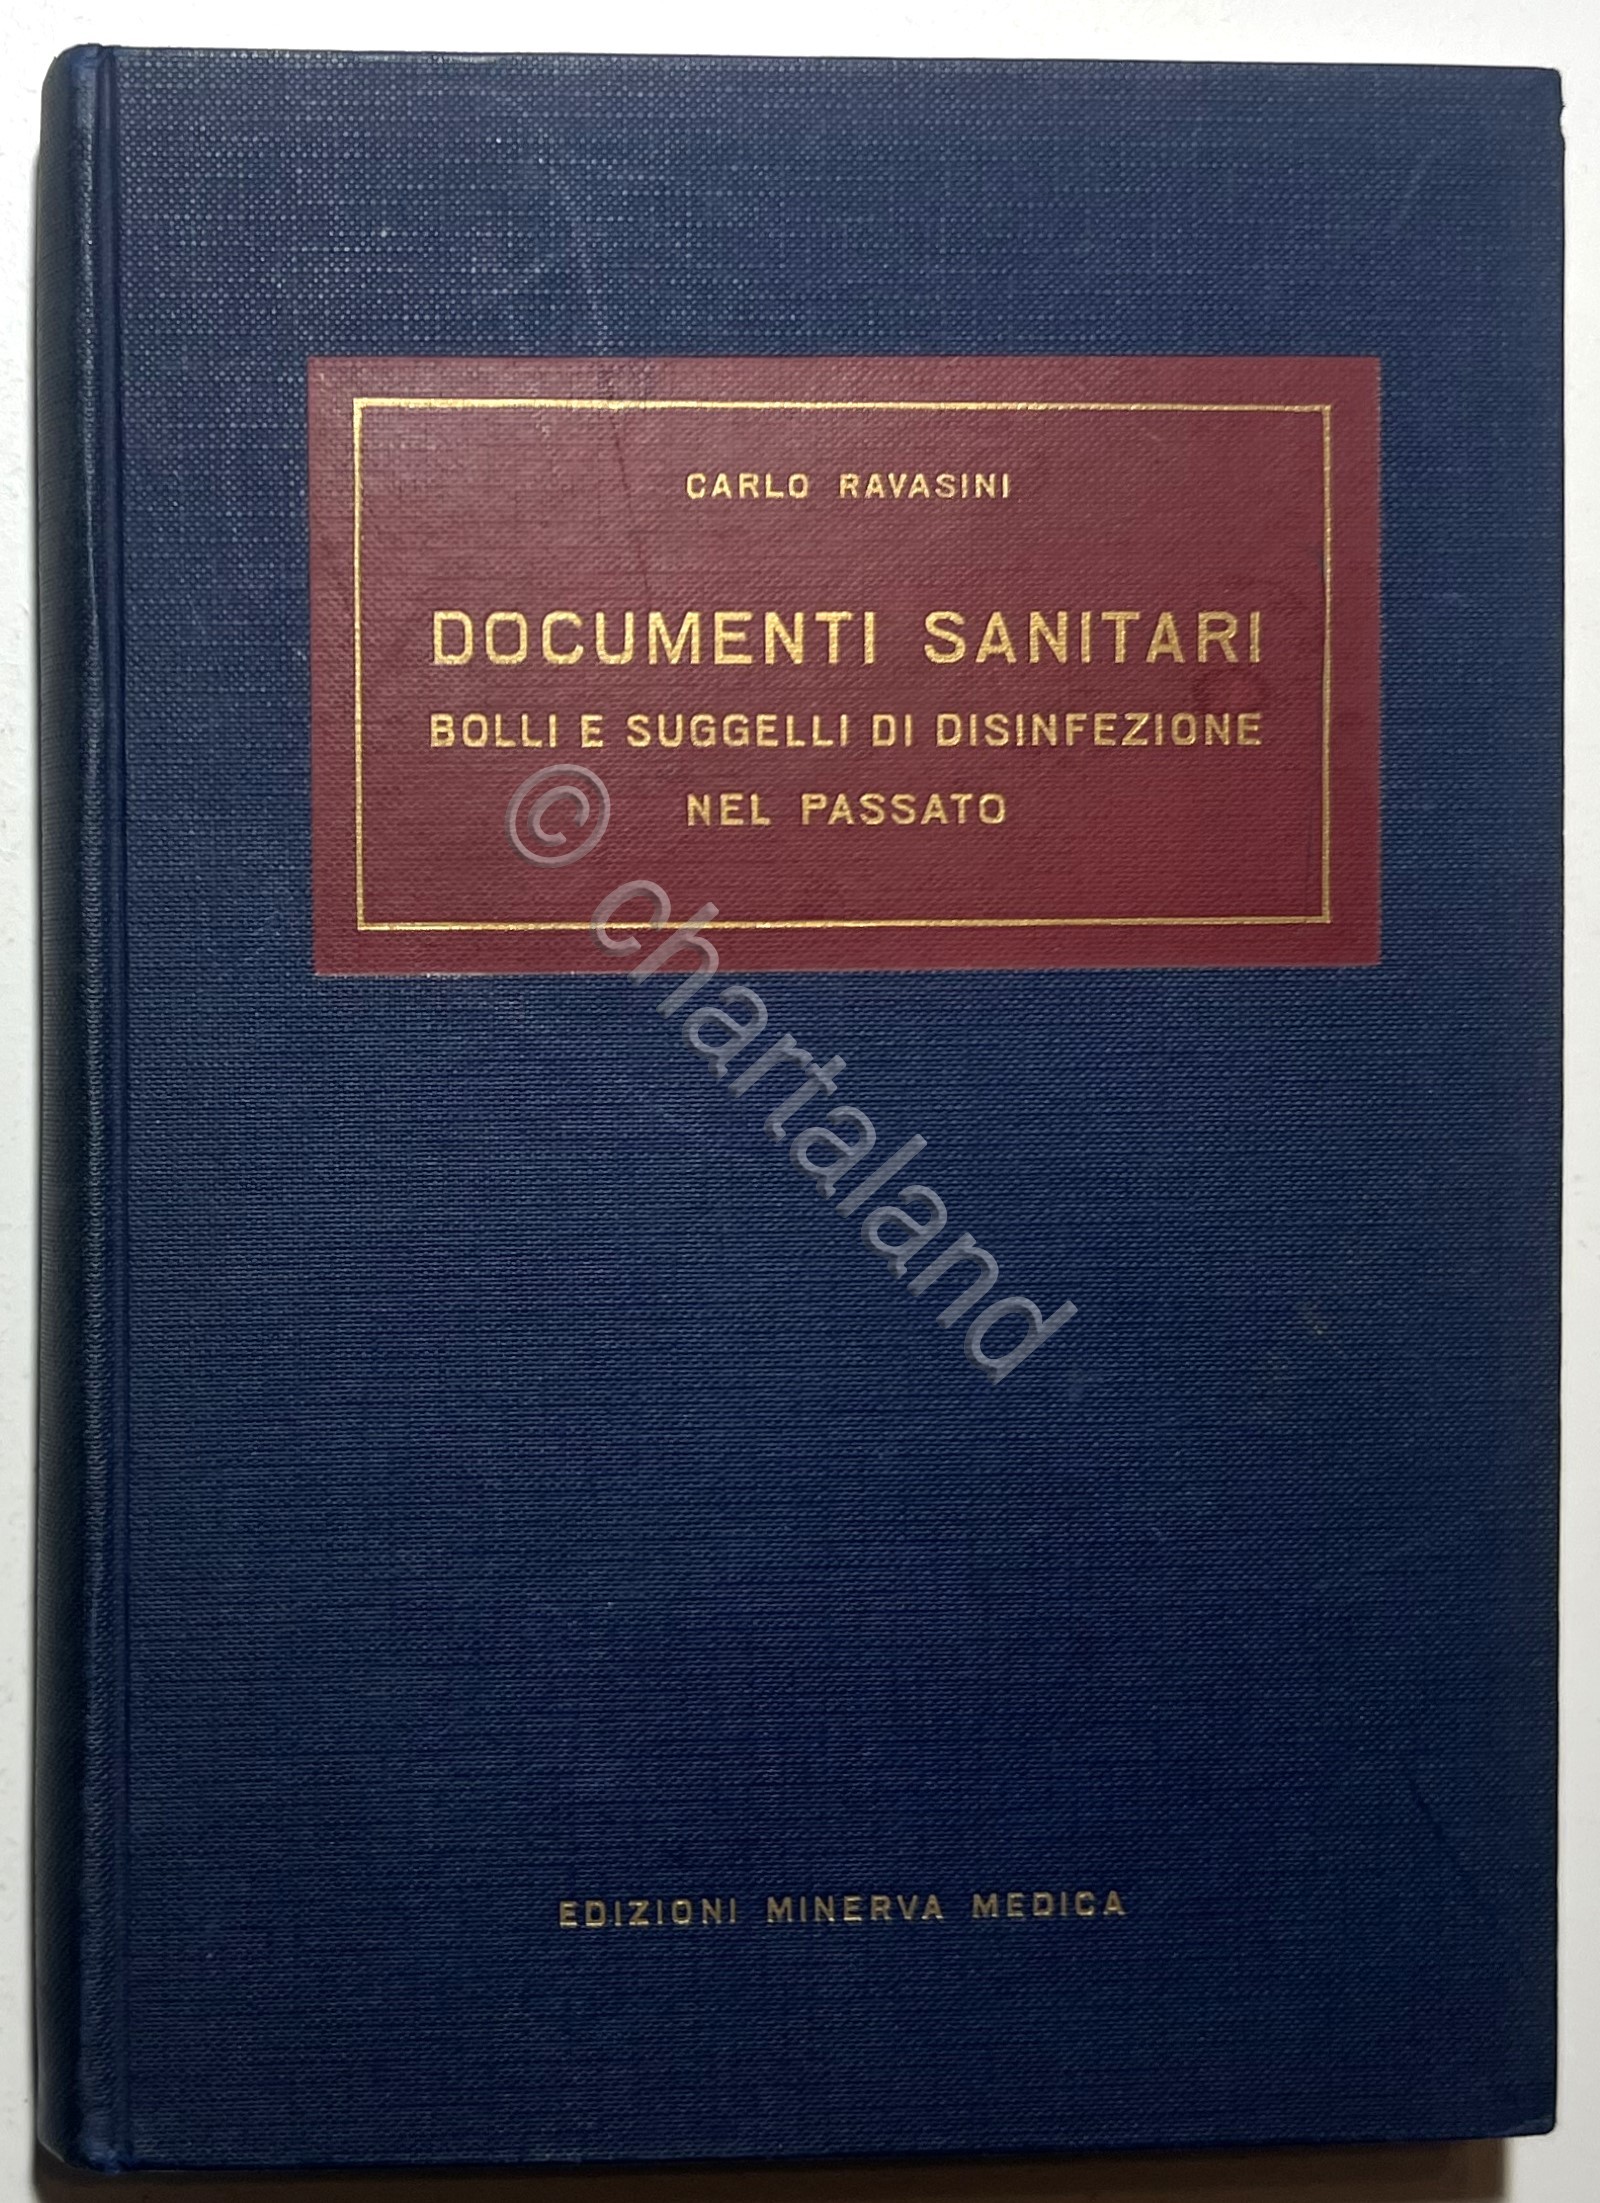 CARLO RAVASINI
DOCUMENTI SANITARI
BOLLI E SUGGELLI DI DISINFEZIONE
NEL PASSATO
© chartaland
EDIZIONI MINERVA MEDICA